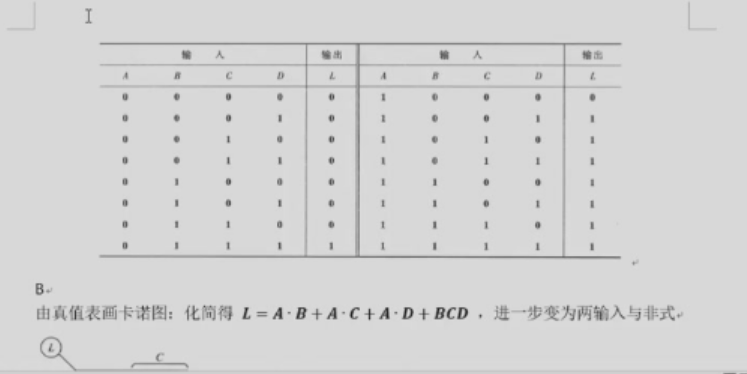 输 入 输出 输 入 输出
A B C D L A B C D L
0 0 0 0 0 1 0 0 0 0
0 0 0 1 0 1 0 0 1 1
0 0 1 0 0 1 0 1 0 1
0 0 1 1 0 1 0 1 1 1
0 1 0 0 0 1 1 0 0 1
0 1 0 1 0 1 1 0 1 1
0 1 1 0 0 1 1 1 0 1
0 1 1 1 1 1 1 1 1 1
B
由真值表画卡诺图：化简得 L = A · B + A · C + A · D + BCD ，进一步变为两输入与非式
L
C